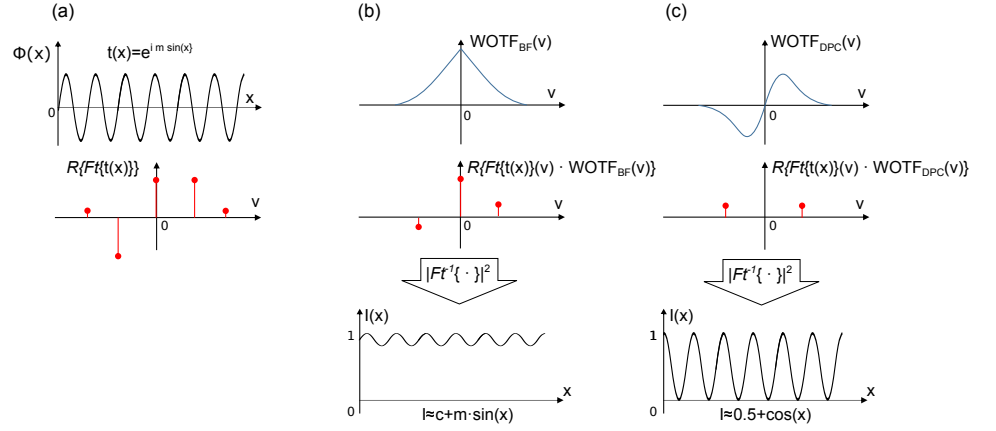 (a)
t(x)=e^{i m sin(x}
Φ(x)
0
x
R{Ft{t(x)}}
v
0
(b)
WOTF_BF(v)
v
0
R{Ft{t(x)}(v) · WOTF_BF(v)}
v
0
|Ft⁻¹{ · }|²
I(x)
1
0
x
I≈c+m·sin(x)
(c)
WOTF_DPC(v)
v
0
R{Ft{t(x)}(v) · WOTF_DPC(v)}
v
0
|Ft⁻¹{ · }|²
I(x)
1
0
x
I≈0.5+cos(x)